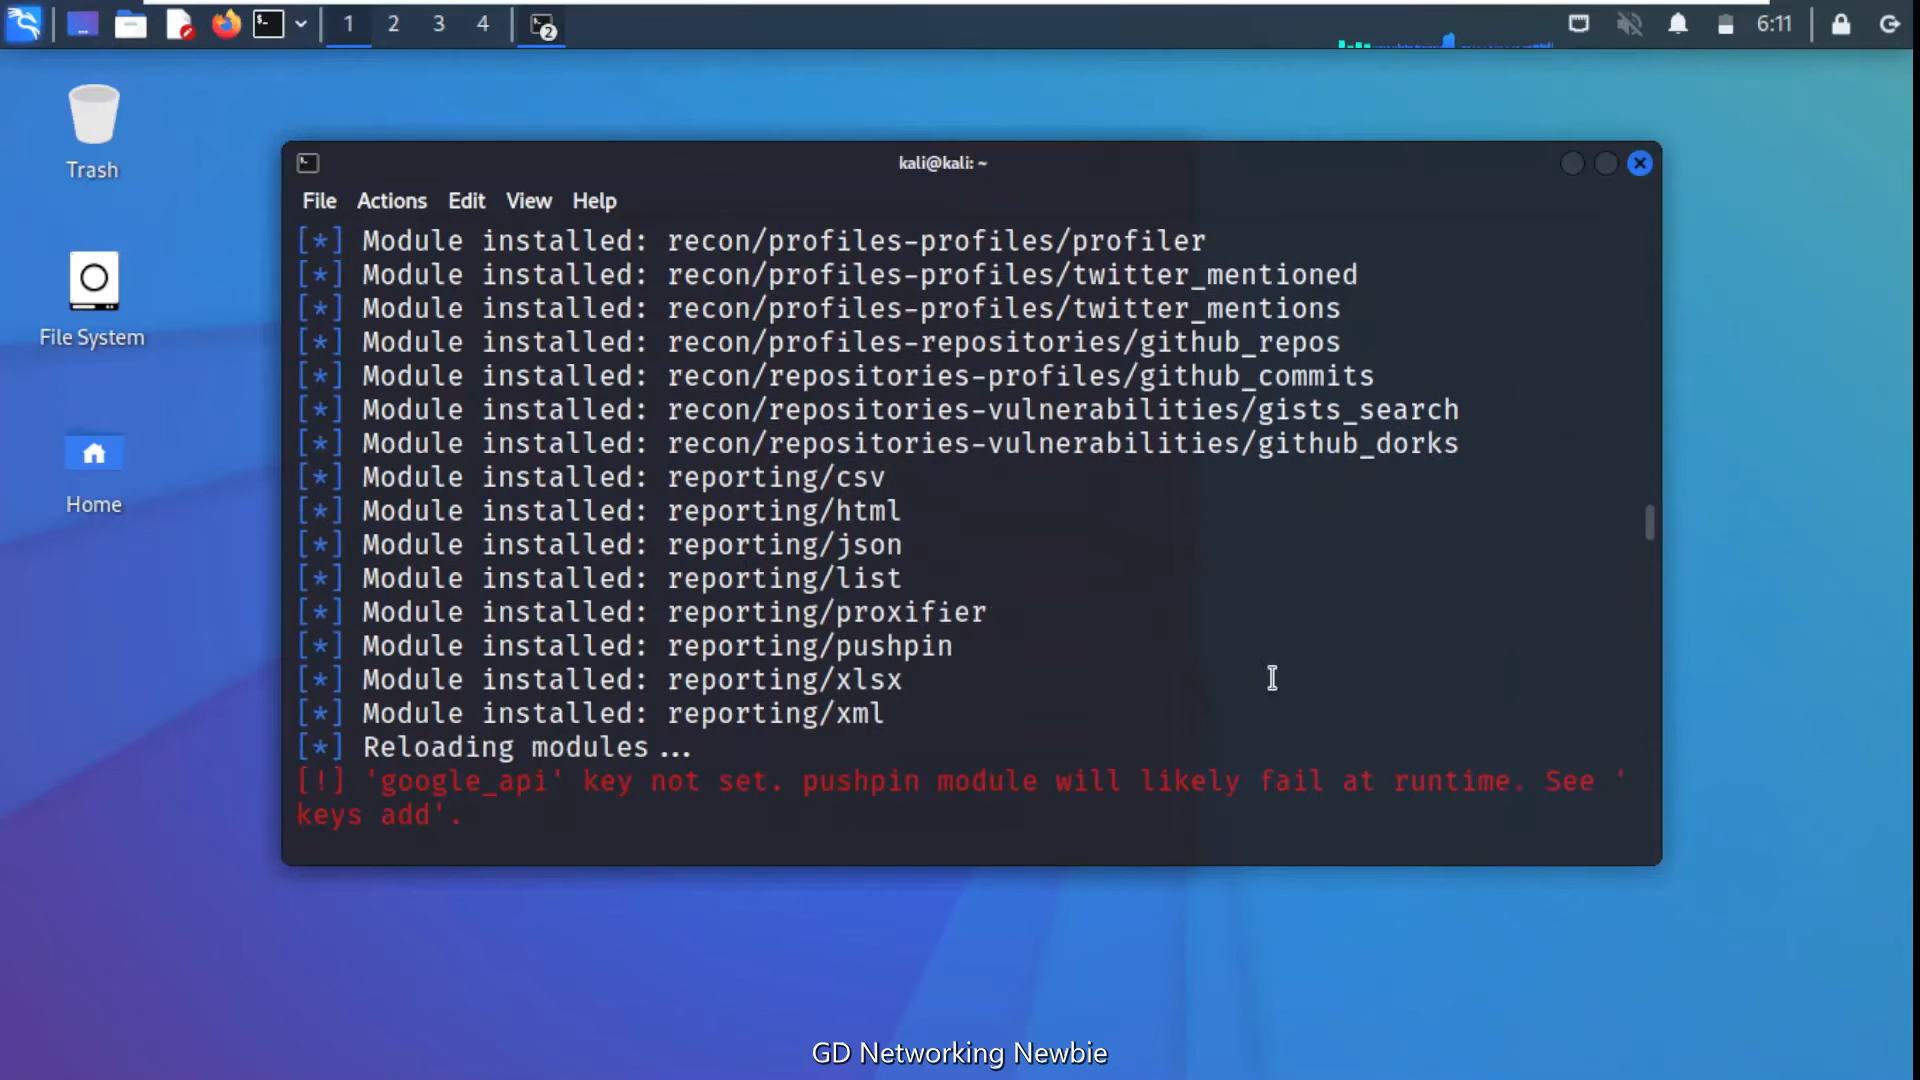 1 2 3 4 2 6:11
Trash
File System
Home
kali@kali: ~
File Actions Edit View Help
[*] Module installed: recon/profiles-profiles/profiler
[*] Module installed: recon/profiles-profiles/twitter_mentioned
[*] Module installed: recon/profiles-profiles/twitter_mentions
[*] Module installed: recon/profiles-repositories/github_repos
[*] Module installed: recon/repositories-profiles/github_commits
[*] Module installed: recon/repositories-vulnerabilities/gists_search
[*] Module installed: recon/repositories-vulnerabilities/github_dorks
[*] Module installed: reporting/csv
[*] Module installed: reporting/html
[*] Module installed: reporting/json
[*] Module installed: reporting/list
[*] Module installed: reporting/proxifier
[*] Module installed: reporting/pushpin
[*] Module installed: reporting/xlsx
[*] Module installed: reporting/xml
[*] Reloading modules...
[!] 'google_api' key not set. pushpin module will likely fail at runtime. See '
keys add'.
GD Networking Newbie